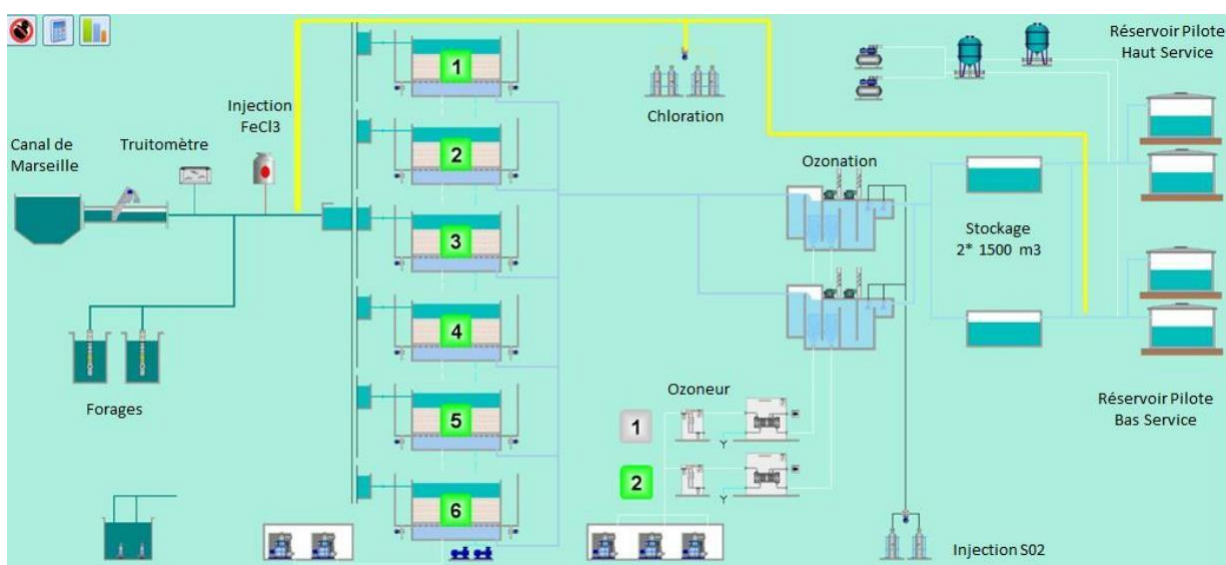 Réservoir Pilote
Haut Service
Injection
FeCl3
Chloration
Canal de
Marseille
Truitomètre
Ozonation
1
2
3
4
5
6
Stockage
2* 1500 m3
Forages
Ozoneur
1
2
Réservoir Pilote
Bas Service
Injection S02